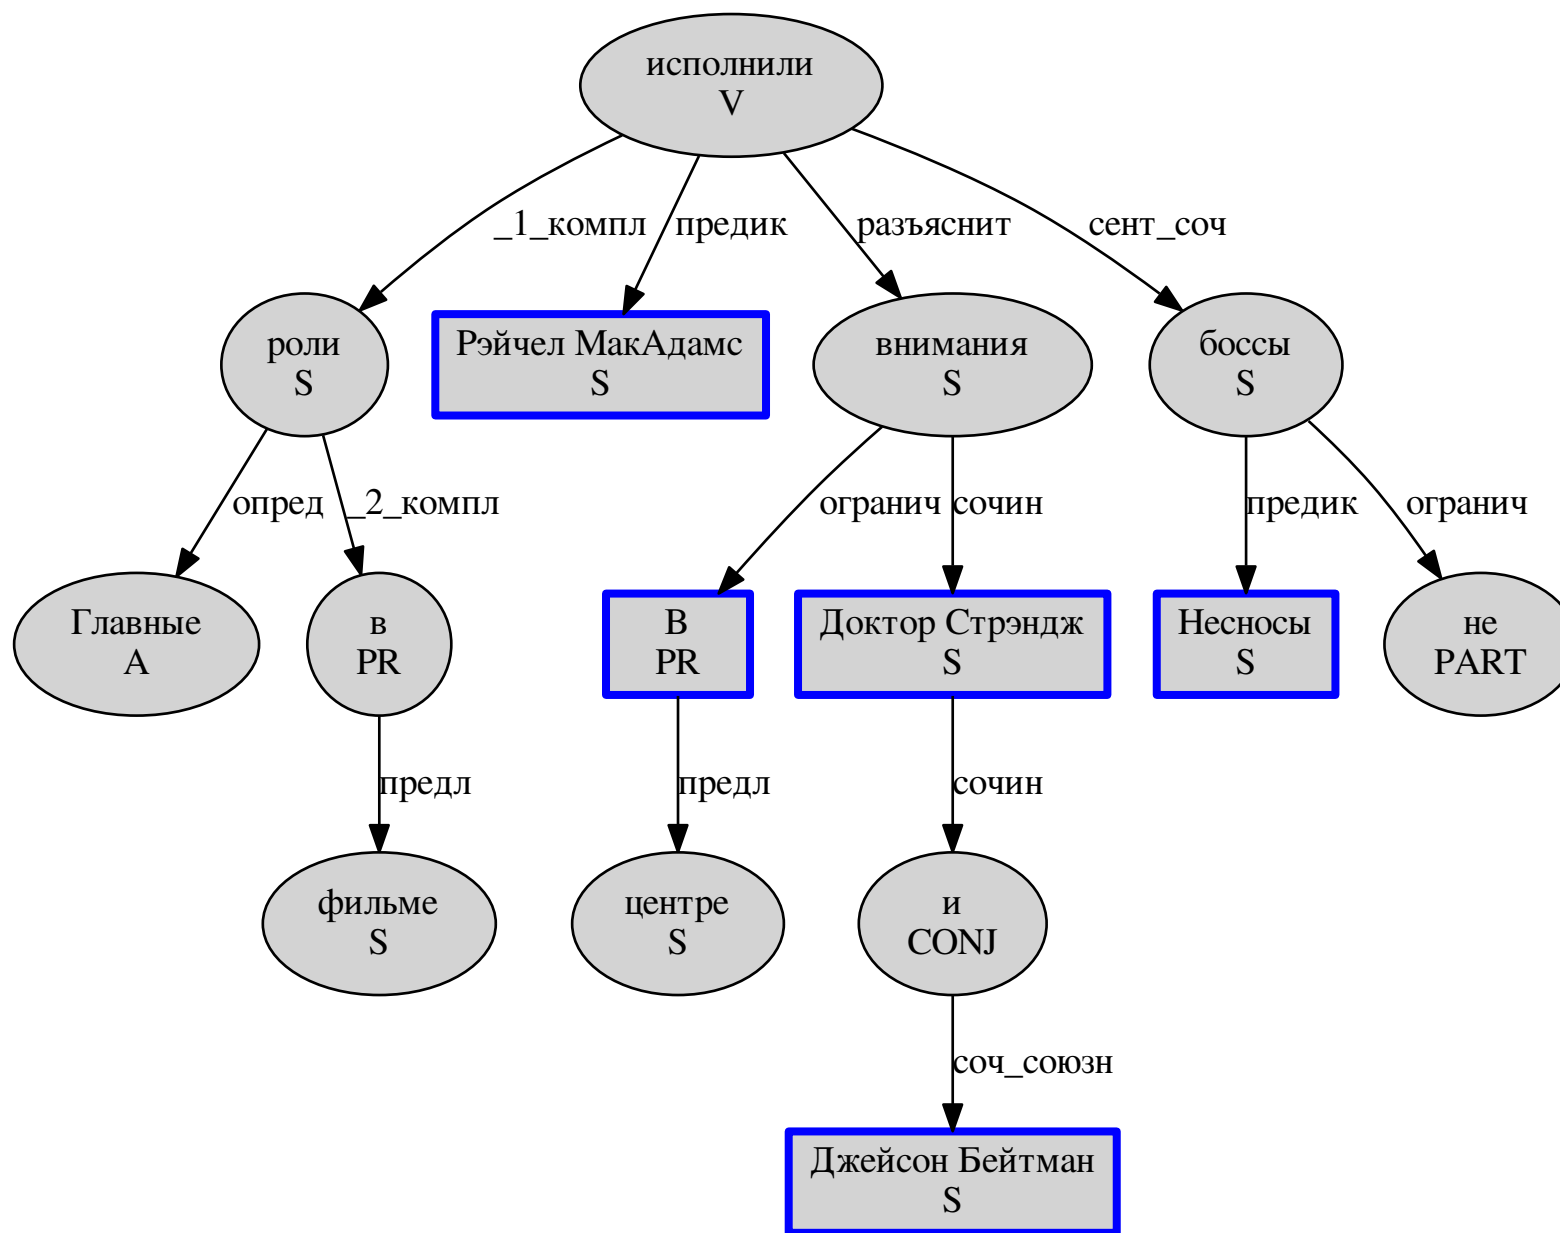 исполнили
V
_1_компл
предик
разъяснит
сент_соч
роли
S
Рэйчел МакАдамс
S
внимания
S
боссы
S
опред
_2_компл
огранич
сочин
предик
огранич
Главные
A
в
PR
В
PR
Доктор Стрэндж
S
Несносы
S
не
PART
предл
предл
сочин
фильме
S
центре
S
и
CONJ
соч_союзн
Джейсон Бейтман
S